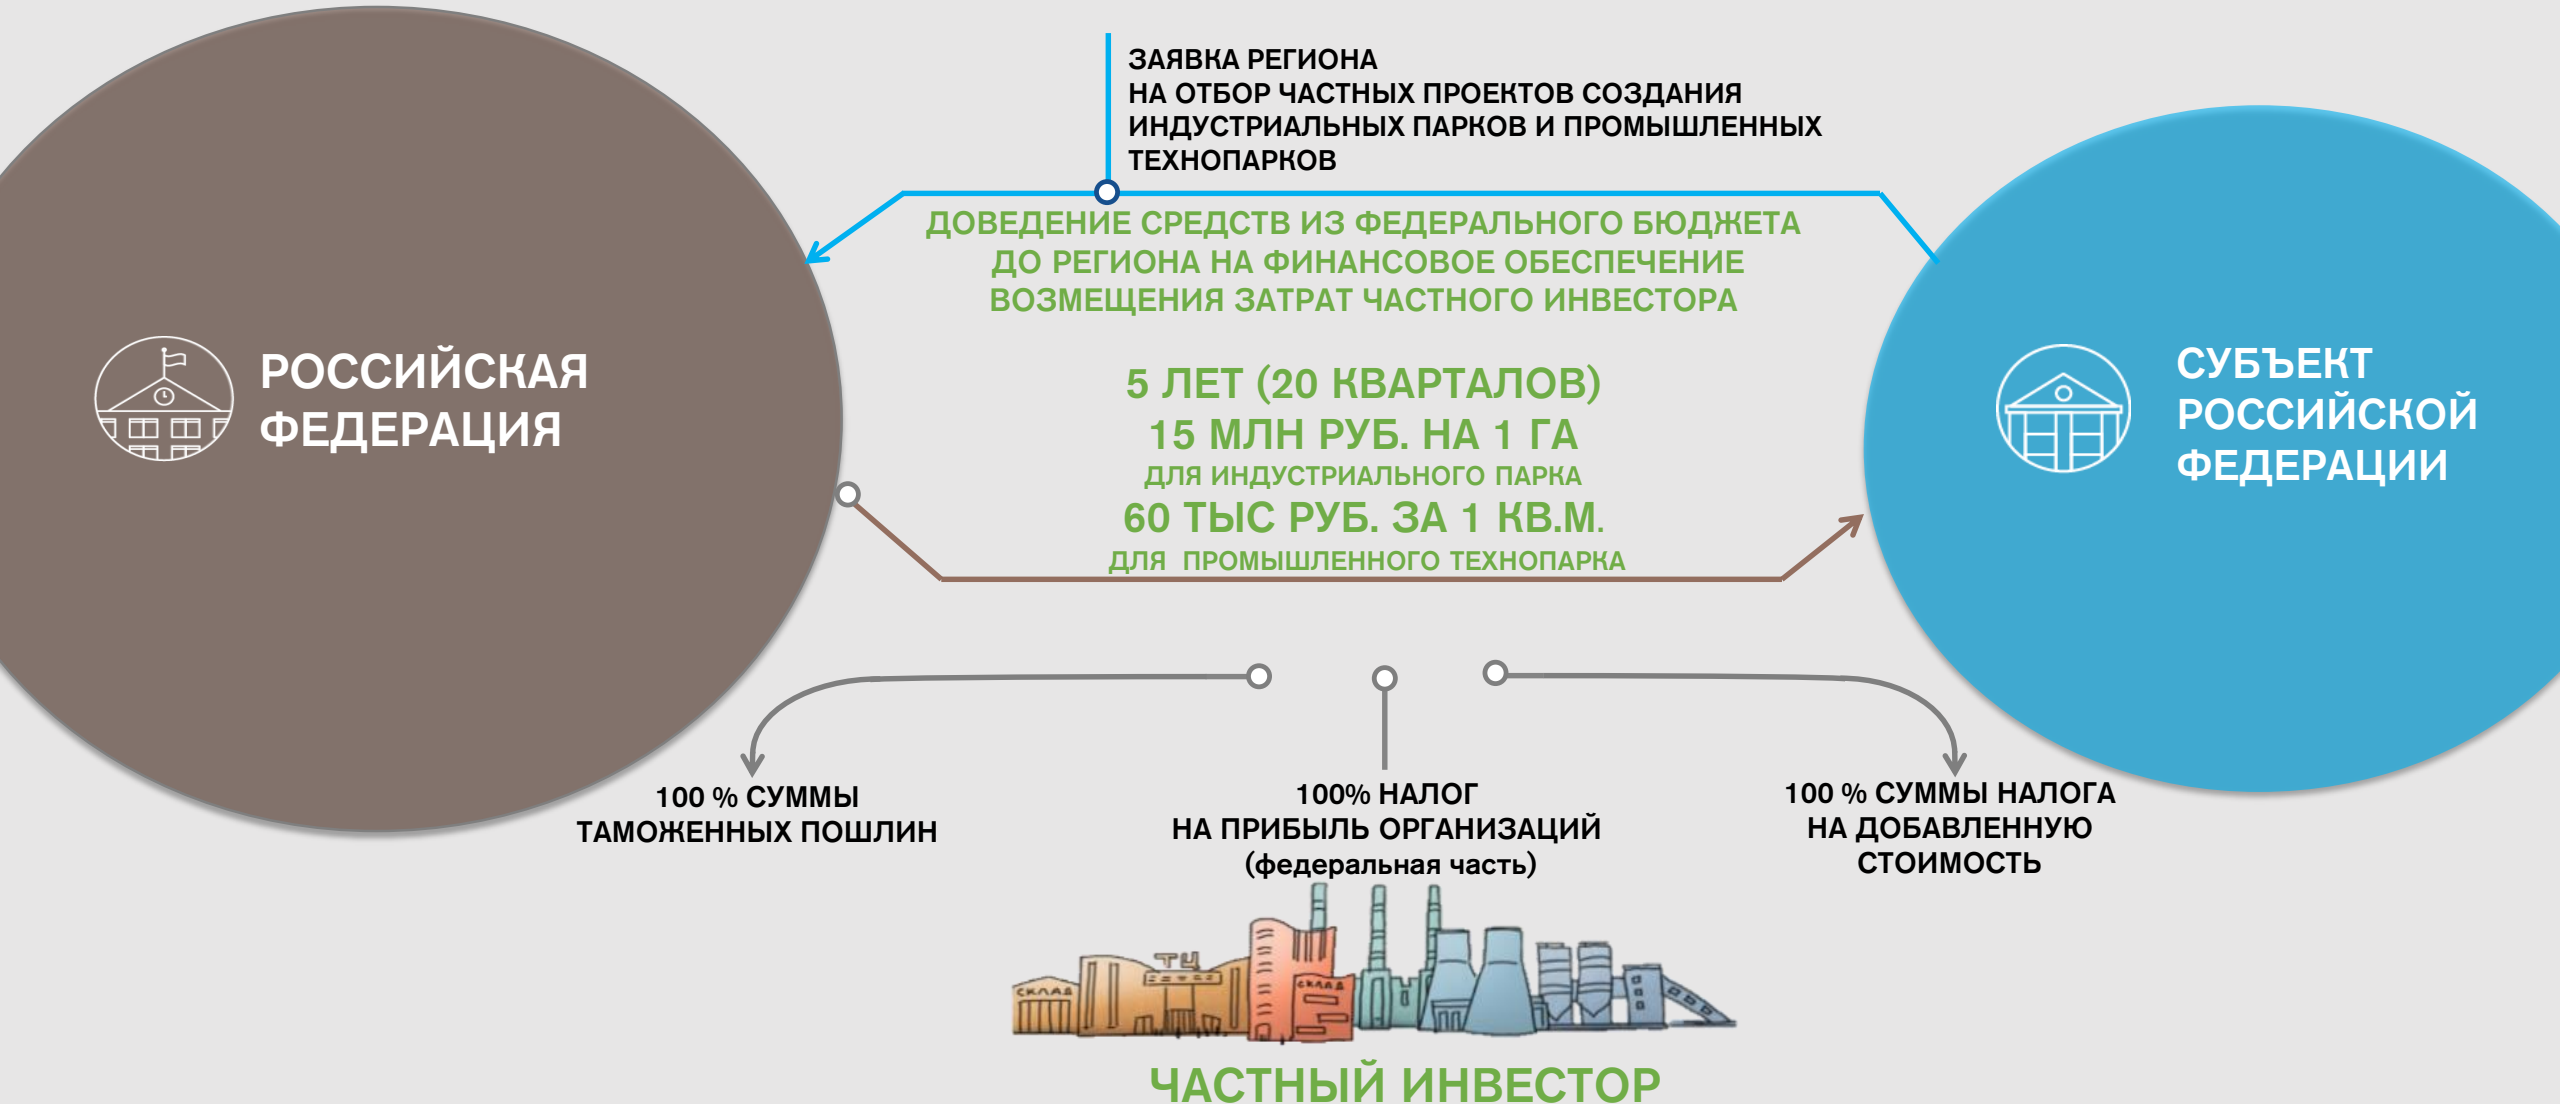 ЗАЯВКА РЕГИОНА
НА ОТБОР ЧАСТНЫХ ПРОЕКТОВ СОЗДАНИЯ
ИНДУСТРИАЛЬНЫХ ПАРКОВ И ПРОМЫШЛЕННЫХ
ТЕХНОПАРКОВ
ДОВЕДЕНИЕ СРЕДСТВ ИЗ ФЕДЕРАЛЬНОГО БЮДЖЕТА
ДО РЕГИОНА НА ФИНАНСОВОЕ ОБЕСПЕЧЕНИЕ
ВОЗМЕЩЕНИЯ ЗАТРАТ ЧАСТНОГО ИНВЕСТОРА
РОССИЙСКАЯ
ФЕДЕРАЦИЯ
5 ЛЕТ (20 КВАРТАЛОВ)
15 МЛН РУБ. НА 1 ГА
ДЛЯ ИНДУСТРИАЛЬНОГО ПАРКА
60 ТЫС РУБ. ЗА 1 КВ.М.
ДЛЯ ПРОМЫШЛЕННОГО ТЕХНОПАРКА
СУБЪЕКТ
РОССИЙСКОЙ
ФЕДЕРАЦИИ
100 % СУММЫ
ТАМОЖЕННЫХ ПОШЛИН
100% НАЛОГ
НА ПРИБЫЛЬ ОРГАНИЗАЦИЙ
(федеральная часть)
100 % СУММЫ НАЛОГА
НА ДОБАВЛЕННУЮ
СТОИМОСТЬ
СКЛАД
ТЦ
СКЛАД
ЧАСТНЫЙ ИНВЕСТОР